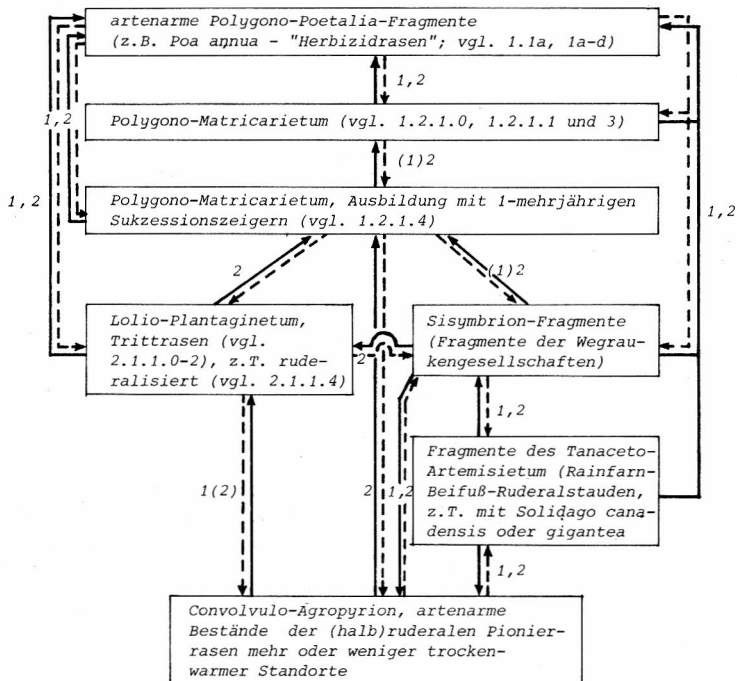 artenarme Polygono-Poetalia-Fragmente
(z.B. Poa annua - "Herbizidrasen"; vgl. 1.1a, 1a-d)
1,2
1,2
Polygono-Matricarietum (vgl. 1.2.1.0, 1.2.1.1 und 3)
(1)2
Polygono-Matricarietum, Ausbildung mit 1-mehrjährigen
Sukzessionszeigern (vgl. 1.2.1.4)
1,2
1,2
2
(1)2
Lolio-Plantaginetum,
Trittrasen (vgl.
2.1.1.0-2), z.T. rude-
ralisiert (vgl. 2.1.1.4)
2
Sisymbrion-Fragmente
(Fragmente der Wegrau-
kengesellschaften)
1,2
Fragmente des Tanaceto-
Artemisietum (Rainfarn-
Beifuß-Ruderalstauden,
z.T. mit Solidago cana-
densis oder gigantea
1(2)
2
1,2
1,2
Convolvulo-Agropyrion, artenarme
Bestände der (halb)ruderalen Pionier-
rasen mehr oder weniger trocken-
warmer Standorte